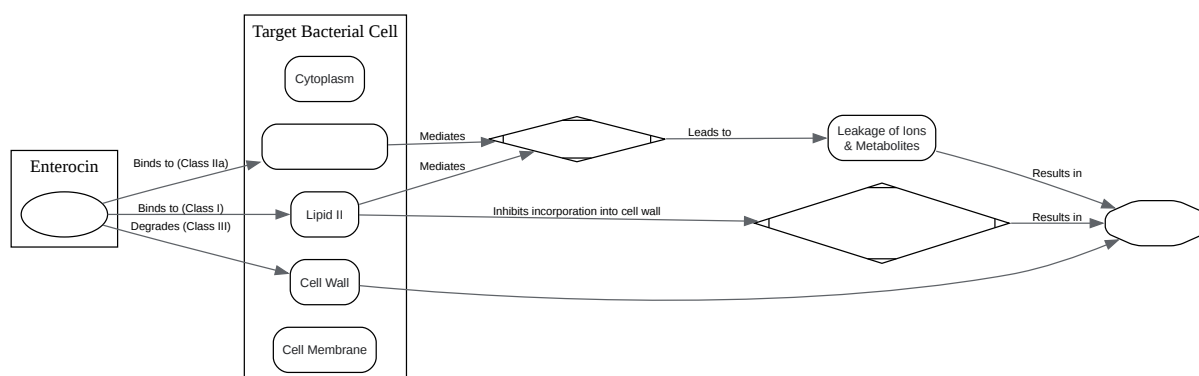 Target Bacterial Cell
Cytoplasm
Enterocin
Binds to (Class IIa)
Binds to (Class I)
Degrades (Class III)
Lipid II
Cell Wall
Cell Membrane
Mediates
Mediates
Leads to
Leakage of Ions
& Metabolites
Inhibits incorporation into cell wall
Results in
Results in